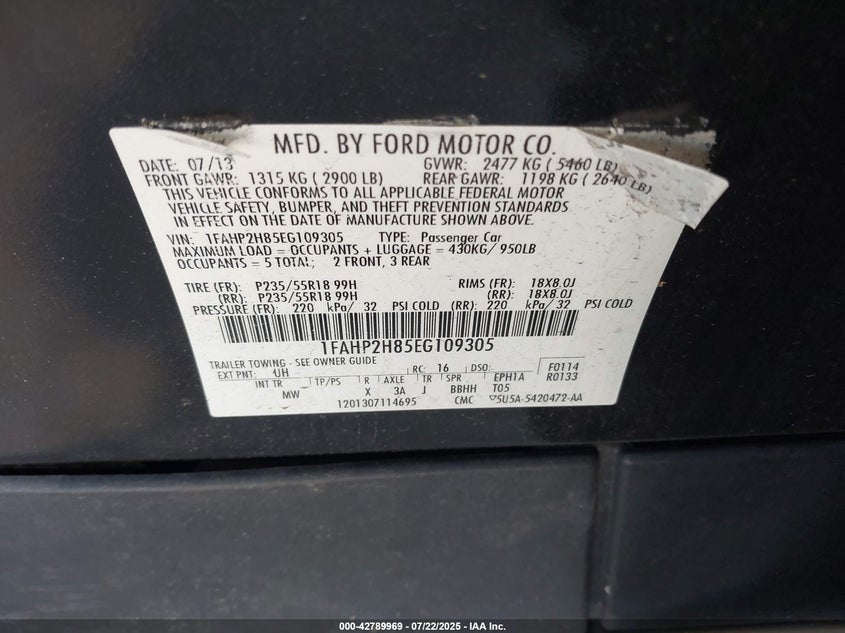 MFD. BY FORD MOTOR CO.
DATE: 07/13 GVWR: 2477 KG ( 5460 LB)
FRONT GAWR: 1315 KG ( 2900 LB) REAR GAWR: 1198 KG ( 2640 LB)
THIS VEHICLE CONFORMS TO ALL APPLICABLE FEDERAL MOTOR
VEHICLE SAFETY, BUMPER, AND THEFT PREVENTION STANDARDS
IN EFFECT ON THE DATE OF MANUFACTURE SHOWN ABOVE.
VIN: 1FAHP2H85EG109305 TYPE: Passenger Car
MAXIMUM LOAD = OCCUPANTS + LUGGAGE = 430KG/ 950LB
OCCUPANTS = 5 TOTAL; 2 FRONT, 3 REAR
TIRE (FR): P235/55R18 99H RIMS (FR): 18X8.0J
(RR): P235/55R18 99H (RR): 18X8.0J
PRESSURE (FR): 220 kPa/ 32 PSI COLD (RR): 220 kPa/ 32 PSI COLD
1FAHP2H85EG109305
TRAILER TOWING - SEE OWNER GUIDE
EXT PNT: UH RC: 16 DSO: F0114
INT TR TP/PS R AXLE TR SPR EPH1A R0133
MW X 3A J BBHH T05
1201307114695 CMC ▽5U5A-5420472-AA
000-42789969 / 07/22/2025 - IAA Inc.